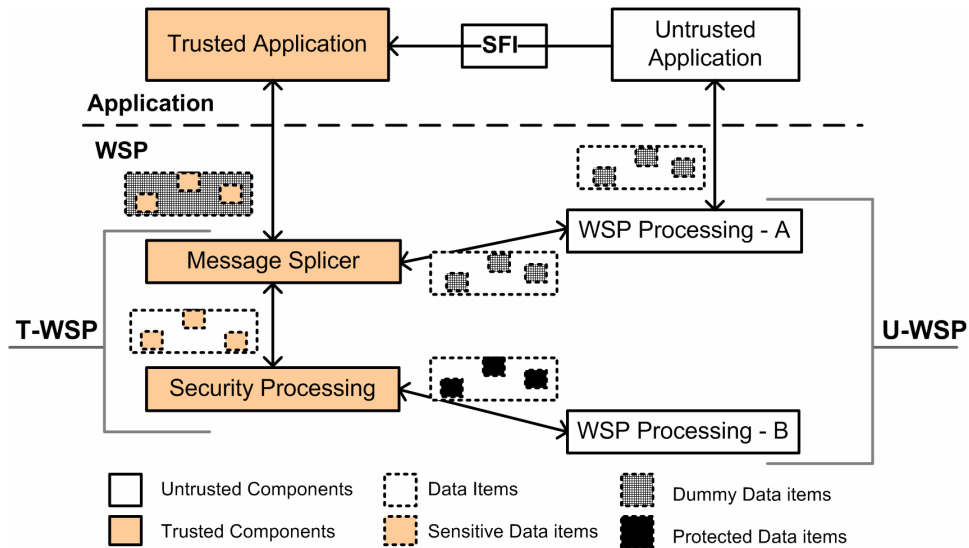 Trusted Application
SFI
Untrusted
Application
Application
WSP
WSP Processing - A
Message Splicer
T-WSP
U-WSP
Security Processing
WSP Processing - B
Untrusted Components
Data Items
Dummy Data items
Trusted Components
Sensitive Data items
Protected Data items